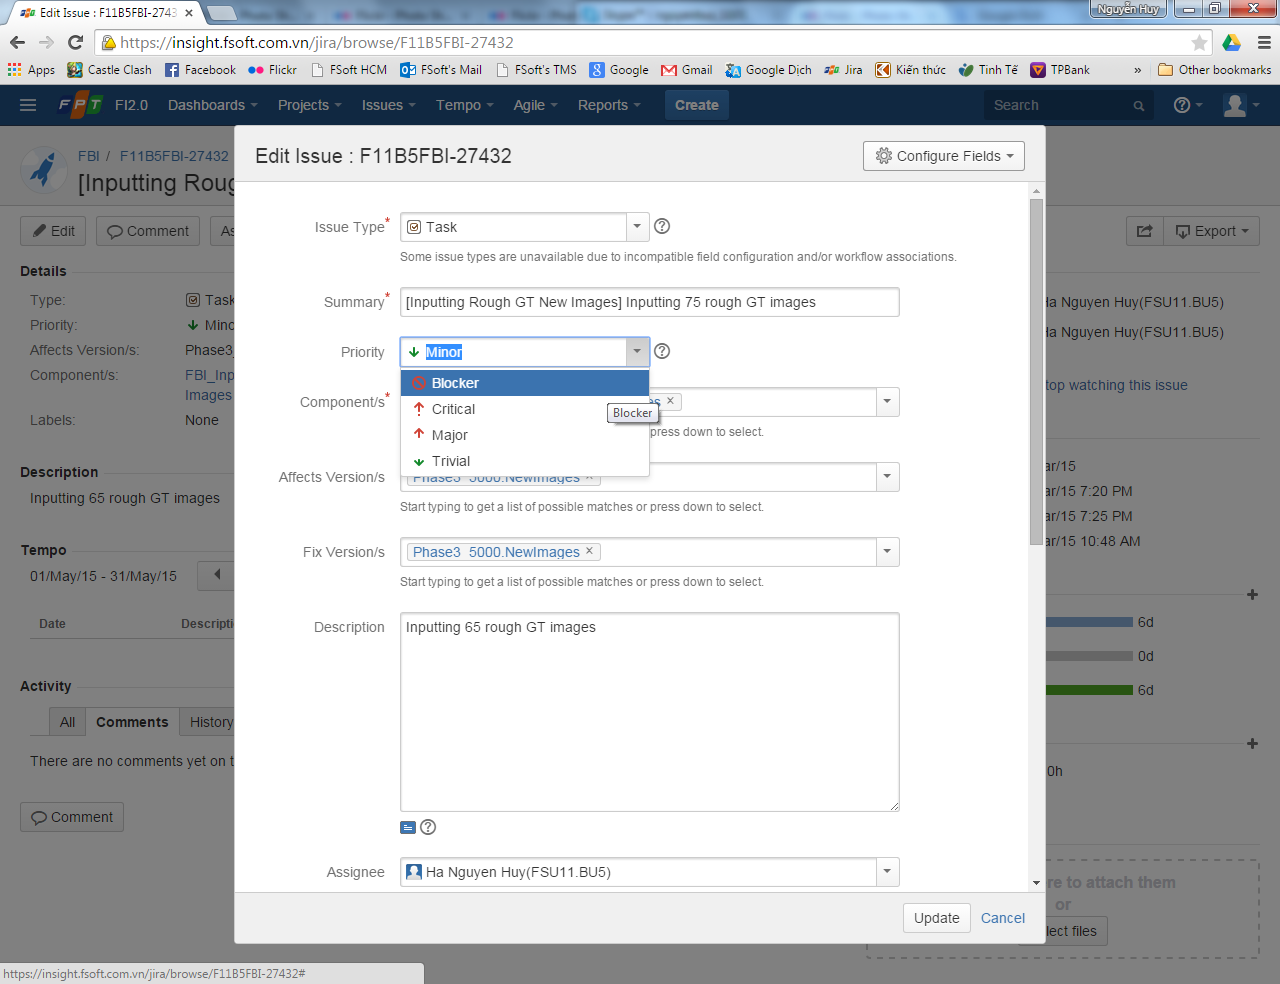 Edit Issue : F11B5FBI-2743
Nguyễn Huy
https://insight.fsoft.com.vn/jira/browse/F11B5FBI-27432
Apps Castle Clash Facebook Flickr FSoft HCM FSoft's Mail FSoft's TMS Google Gmail Google Dịch Jira Kiến thức Tinh Tế TPBank » Other bookmarks
FPT FI2.0 Dashboards Projects Issues Tempo Agile Reports Create Search
Edit Issue : F11B5FBI-27432
Configure Fields
FBI / F11B5FBI-27432
[Inputting Roug
Edit Comment As
Export
Issue Type* Task
Some issue types are unavailable due to incompatible field configuration and/or workflow associations.
Details
Type: Task
Priority: Mino
Affects Version/s: Phase3_
Component/s: FBI_Inp
Images
Labels: None
Ha Nguyen Huy(FSU11.BU5)
Ha Nguyen Huy(FSU11.BU5)
top watching this issue
Summary* [Inputting Rough GT New Images] Inputting 75 rough GT images
Priority Minor
Blocker
Critical
Major
Trivial
Blocker
Component/s* es ×
press down to select.
Affects Version/s Phase3_5000.NewImages ×
Start typing to get a list of possible matches or press down to select.
Fix Version/s Phase3_5000.NewImages ×
Start typing to get a list of possible matches or press down to select.
Description
Inputting 65 rough GT images
ar/15
ar/15 7:20 PM
ar/15 7:25 PM
ar/15 10:48 AM
Tempo
01/May/15 - 31/May/15
Date Descripti
Description Inputting 65 rough GT images
6d
0d
6d
Activity
All Comments History
There are no comments yet on t
0h
Comment
Assignee Ha Nguyen Huy(FSU11.BU5)
re to attach them
or
lect files
Update Cancel
https://insight.fsoft.com.vn/jira/browse/F11B5FBI-27432#